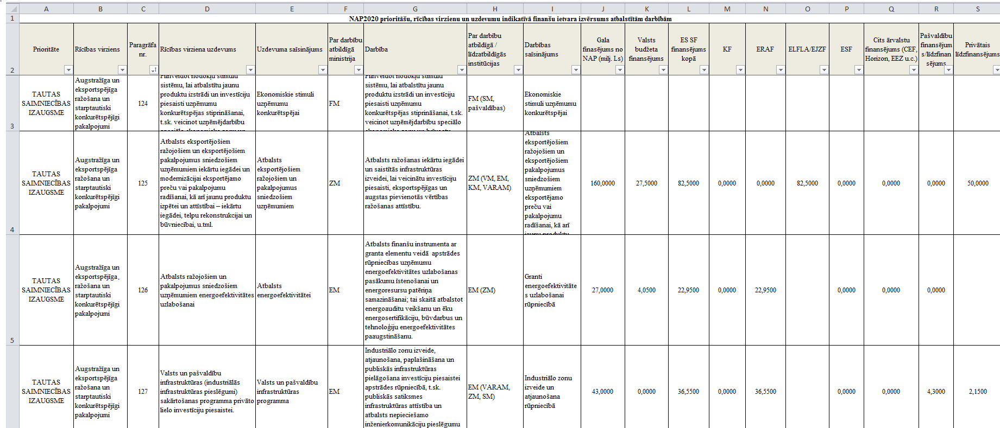 A B C D E F G H I J K L M N O P Q R S
1 NAP2020 prioritāšu, rīcības virzienu un uzdevumu indikatīvā finanšu ietvara izvērsums atbalstītām darbībām
2
Prioritāte
Rīcības virziens
Paragrāfa
nr.
Rīcības virziena uzdevums
Uzdevuma saīsinājums
Par darbību
atbildīgā
ministrija
Darbība
Par darbību
atbildīgā /
līdzatbildīgās
institūcijas
Darbības
saīsinājums
Gala
finasējums no
NAP (milj. Ls)
Valsts
budžeta
finansējums
ES SF
finansējums
kopā
KF
ERAF
ELFLA/EJZF
ESF
Cits ārvalstu
finansējums (CEF,
Horizon, EEZ u.c.)
Pašvaldību
finansējum
s/līdzfinan
sējums
Privātais
līdzfinansējums
3
TAUTAS
SAIMNIECĪBAS
IZAUGSME
Augstražīga un
eksportspējīga
ražošana un
starptautiski
konkurētspējīgi
pakalpojumi
124
Pilnveidot nodokļu stimulu
sistēmu, lai atbalstītu jaunu
produktu izstrādi un investīciju
piesaisti uzņēmumu
konkurētspējas stiprināšanai,
t.sk. veicinot uzņēmējdarbību
Ekonomiskie stimuli
uzņēmumu
konkurētspējai
FM
Pilnveidot nodokļu stimulu
sistēmu, lai atbalstītu jaunu
produktu izstrādi un investīciju
piesaisti uzņēmumu
konkurētspējas stiprināšanai, t.sk.
veicinot uzņēmējdarbību speciālo
FM (SM,
pašvaldības)
Ekonomiskie
stimuli uzņēmumu
konkurētspējai
4
TAUTAS
SAIMNIECĪBAS
IZAUGSME
Augstražīga un
eksportspējīga
ražošana un
starptautiski
konkurētspējīgi
pakalpojumi
125
Atbalsts eksportējošiem
ražojošiem un eksportējošiem
pakalpojumus sniedzošiem
uzņēmumiem iekārtu iegādei un
modernizācijai eksportējamo
preču vai pakalpojumu
radīšanai, kā arī jaunu produktu
izpētei un attīstībai – iekārtu
iegādei, telpu rekonstrukcijai un
būvniecībai, u.tml.
Atbalsts
eksportējošiem
ražojošiem un
pakalpojumus
sniedzošiem
uzņēmumiem
ZM
Atbalsts ražošanas iekārtu iegādei
un saistītās infrastruktūras
izveidei, lai veicinātu investīciju
piesaisti, eksportspējīgas un
augstas pievienotās vērtības
ražošanas attīstību.
ZM (VM, EM,
KM, VARAM)
Atbalsts
eksportējošiem
ražojošiem un
eksportējošiem
pakalpojumus
sniedzošiem
uzņēmumiem
eksportējamo
preču vai
pakalpojumu
radīšanai, kā arī
jaunu produktu
160,0000 27,5000 82,5000 0,0000 0,0000 82,5000 0,0000 0,0000 0,0000 50,0000
5
TAUTAS
SAIMNIECĪBAS
IZAUGSME
Augstražīga un
eksportspējīga
ražošana un
starptautiski
konkurētspējīgi
pakalpojumi
126
Atbalsts ražojošiem un
pakalpojumus sniedzošiem
uzņēmumiem energoefektivitātes
uzlabošanai
Atbalsts
energoefektivitātei
EM
Atbalsts finanšu instrumenta ar
granta elementu veidā apstrādes
rūpniecības uzņēmumu
energoefektivitātes uzlabošanas
pasākumu īstenošanai un
energoresursu patēriņa
samazināšanai; tai skaitā atbalstot
energoauditu veikšanu un ēku
energosertifikāciju, būvdarbus un
tehnoloģiju energoefektivitātes
paaugstināšanu.
EM (ZM)
Granti
energoefektivitāte
s uzlabošanai
rūpniecībā
27,0000 4,0500 22,9500 0,0000 22,9500 0,0000 0,0000 0,0000
TAUTAS
SAIMNIECĪBAS
IZAUGSME
Augstražīga un
eksportspējīga
ražošana un
starptautiski
konkurētspējīgi
pakalpojumi
127
Valsts un pašvaldību
infrastruktūras (industriālās
infrastruktūras pieslēgumi)
sakārtošanas programma privāto
lielo investīciju piesaistei.
Valsts un pašvaldību
infrastruktūras
programma
EM
Industriālo zonu izveide,
atjaunošana, paplašināšana un
publiskās infrastruktūras
pielāgošana investīciju piesaistei
apstrādes rūpniecībā, t.sk.
publiskās satiksmes
infrastruktūras attīstība un
atbalsts nepieciešamo
inženierkomunikāciju pieslēgumu
EM (VARAM,
ZM, SM)
Industriālo zonu
izveide un
atjaunošana
rūpniecībā
43,0000 0,0000 36,5500 0,0000 36,5500 0,0000 0,0000 4,3000 2,1500